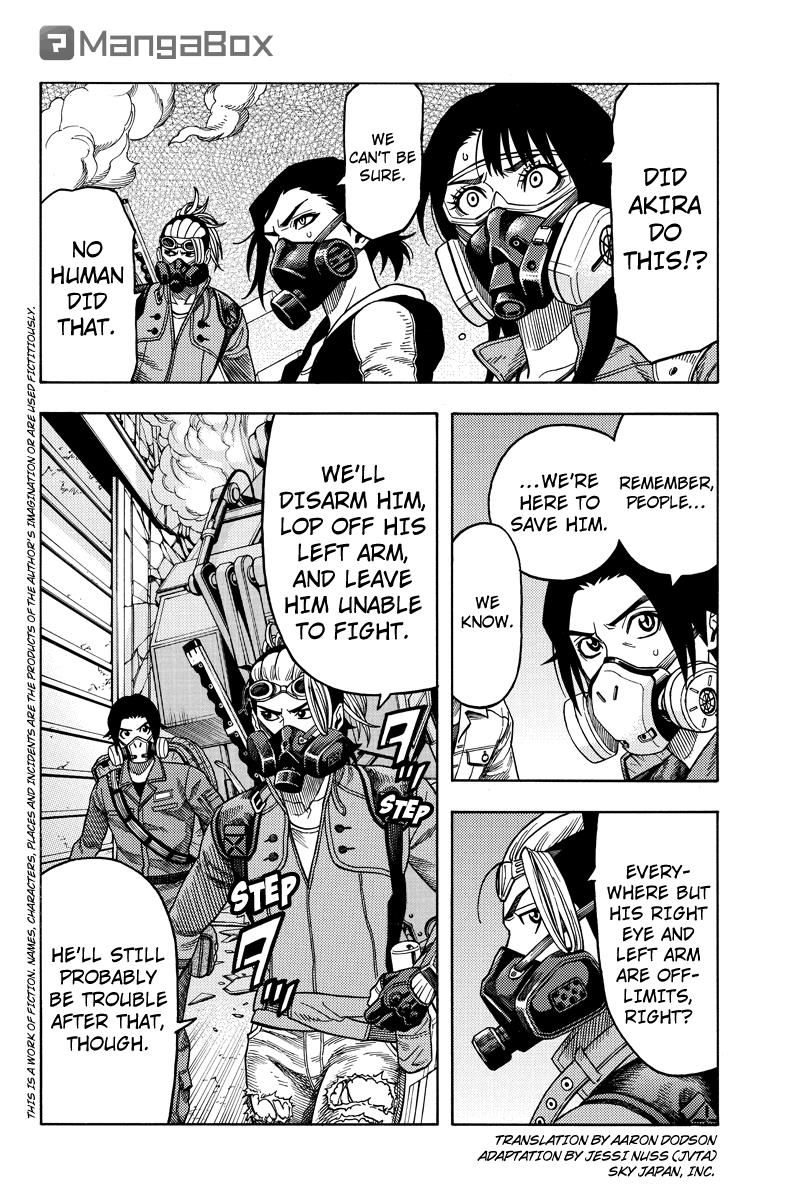 MangaBox
DID
AKIRA
DO
THIS!?
WE
CAN'T BE
SURE.
NO
HUMAN
DID
THAT.
REMEMBER,
PEOPLE...
...WE'RE
HERE TO
SAVE HIM.
WE
KNOW.
EVERY-
WHERE BUT
HIS RIGHT
EYE AND
LEFT ARM
ARE OFF-
LIMITS,
RIGHT?
WE'LL
DISARM HIM,
LOP OFF HIS
LEFT ARM,
AND LEAVE
HIM UNABLE
TO FIGHT.
タッ
STEP
STEP
タッ
HE'LL STILL
PROBABLY
BE TROUBLE
AFTER THAT,
THOUGH.
THIS IS A WORK OF FICTION. NAMES, CHARACTERS, PLACES AND INCIDENTS ARE THE PRODUCTS OF THE AUTHOR'S IMAGINATION OR ARE USED FICTITIOUSLY.
TRANSLATION BY AARON DODSON
ADAPTATION BY JESSI NUSS (JVTA)
SKY JAPAN, INC.